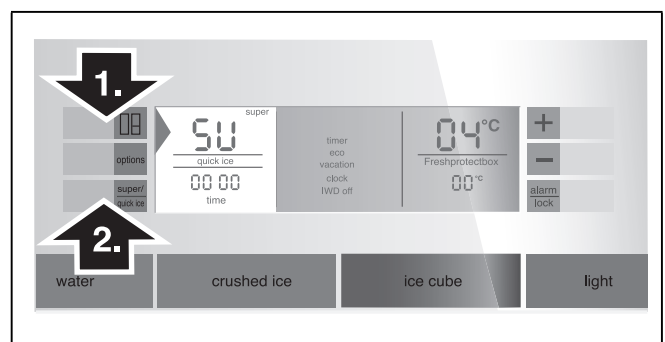 1.
super
options
super/
quick ice
SU
quick ice
00 00
time
timer
eco
vacation
clock
IWD off
04°C
Freshprotectbox
00°C
+
−
alarm
lock
2.
water
crushed ice
ice cube
light